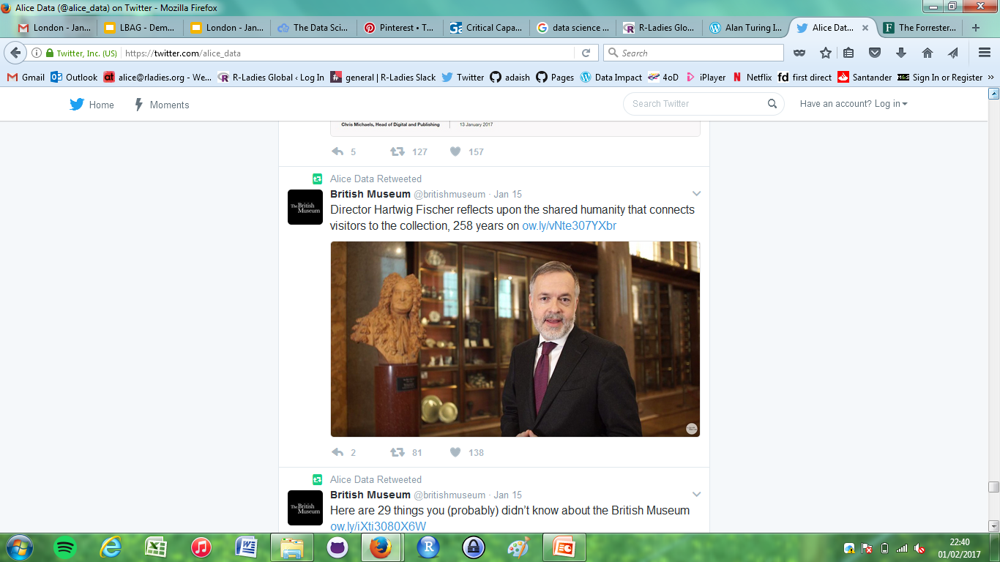 Alice Data (@alice_data) on Twitter - Mozilla Firefox
London - Jan...
LBAG - Dem...
London - Jan...
The Data Sci...
Pinterest • T...
Critical Capa...
data science ...
R-Ladies Glo...
Alan Turing I...
Alice Dat...
The Forrester...
Twitter, Inc. (US)
https://twitter.com/alice_data
Search
Gmail
Outlook
alice@rladies.org - We...
R-Ladies Global ‹ Log In
general | R-Ladies Slack
Twitter
adaish
Pages
Data Impact
4oD
iPlayer
Netflix
first direct
Santander
Sign In or Register
Home
Moments
Search Twitter
Have an account? Log in
Chris Michaels, Head of Digital and Publishing
13 January 2017
5
127
157
Alice Data Retweeted
The British Museum
British Museum @britishmuseum · Jan 15
Director Hartwig Fischer reflects upon the shared humanity that connects
visitors to the collection, 258 years on ow.ly/vNte307YXbr
2
81
138
Alice Data Retweeted
The British Museum
British Museum @britishmuseum · Jan 15
Here are 29 things you (probably) didn’t know about the British Museum
ow.ly/iXti3080X6W
22:40
01/02/2017